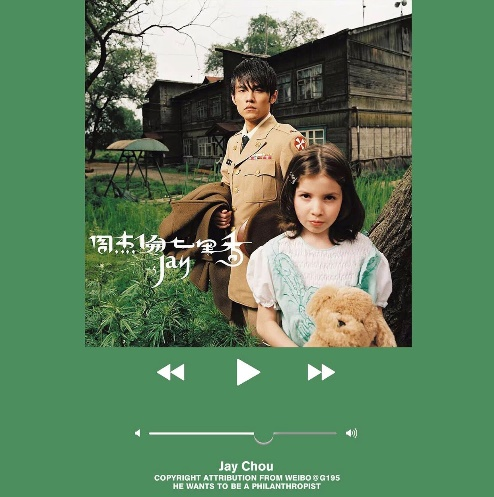 周杰倫七里香
jay
Jay Chou
COPYRIGHT ATTRIBUTION FROM WEIBO@G195
HE WANTS TO BE A PHILANTHROPIST